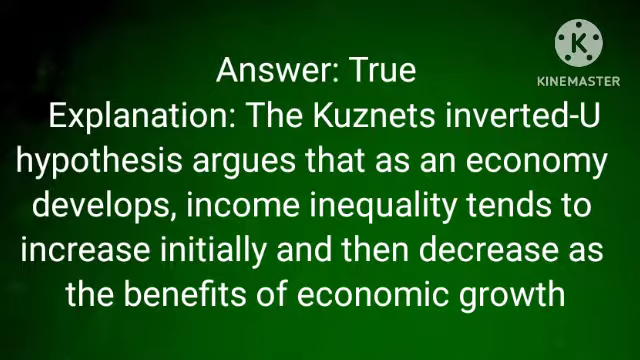 Answer: True
Explanation: The Kuznets inverted-U
hypothesis argues that as an economy
develops, income inequality tends to
increase initially and then decrease as
the benefits of economic growth
K
KINEMASTER